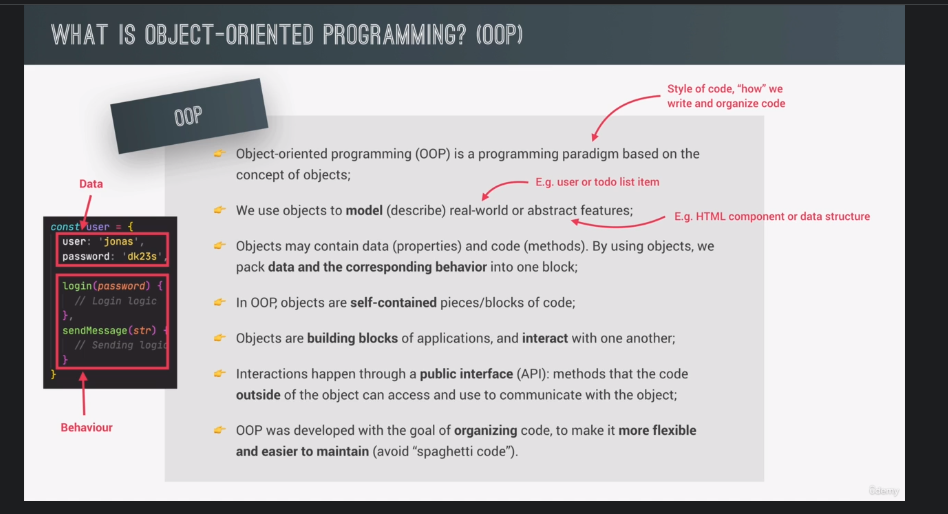 WHAT IS OBJECT-ORIENTED PROGRAMMING? (OOP)
OOP
Style of code, “how” we
write and organize code
👉 Object-oriented programming (OOP) is a programming paradigm based on the
concept of objects;
E.g. user or todo list item
👉 We use objects to model (describe) real-world or abstract features;
E.g. HTML component or data structure
👉 Objects may contain data (properties) and code (methods). By using objects, we
pack data and the corresponding behavior into one block;
👉 In OOP, objects are self-contained pieces/blocks of code;
👉 Objects are building blocks of applications, and interact with one another;
👉 Interactions happen through a public interface (API): methods that the code
outside of the object can access and use to communicate with the object;
👉 OOP was developed with the goal of organizing code, to make it more flexible
and easier to maintain (avoid “spaghetti code”).
Data
const user = {
user: 'jonas',
password: 'dk23s',
login(password) {
// Login logic
},
sendMessage(str) {
// Sending logic
}
}
Behaviour
Udemy